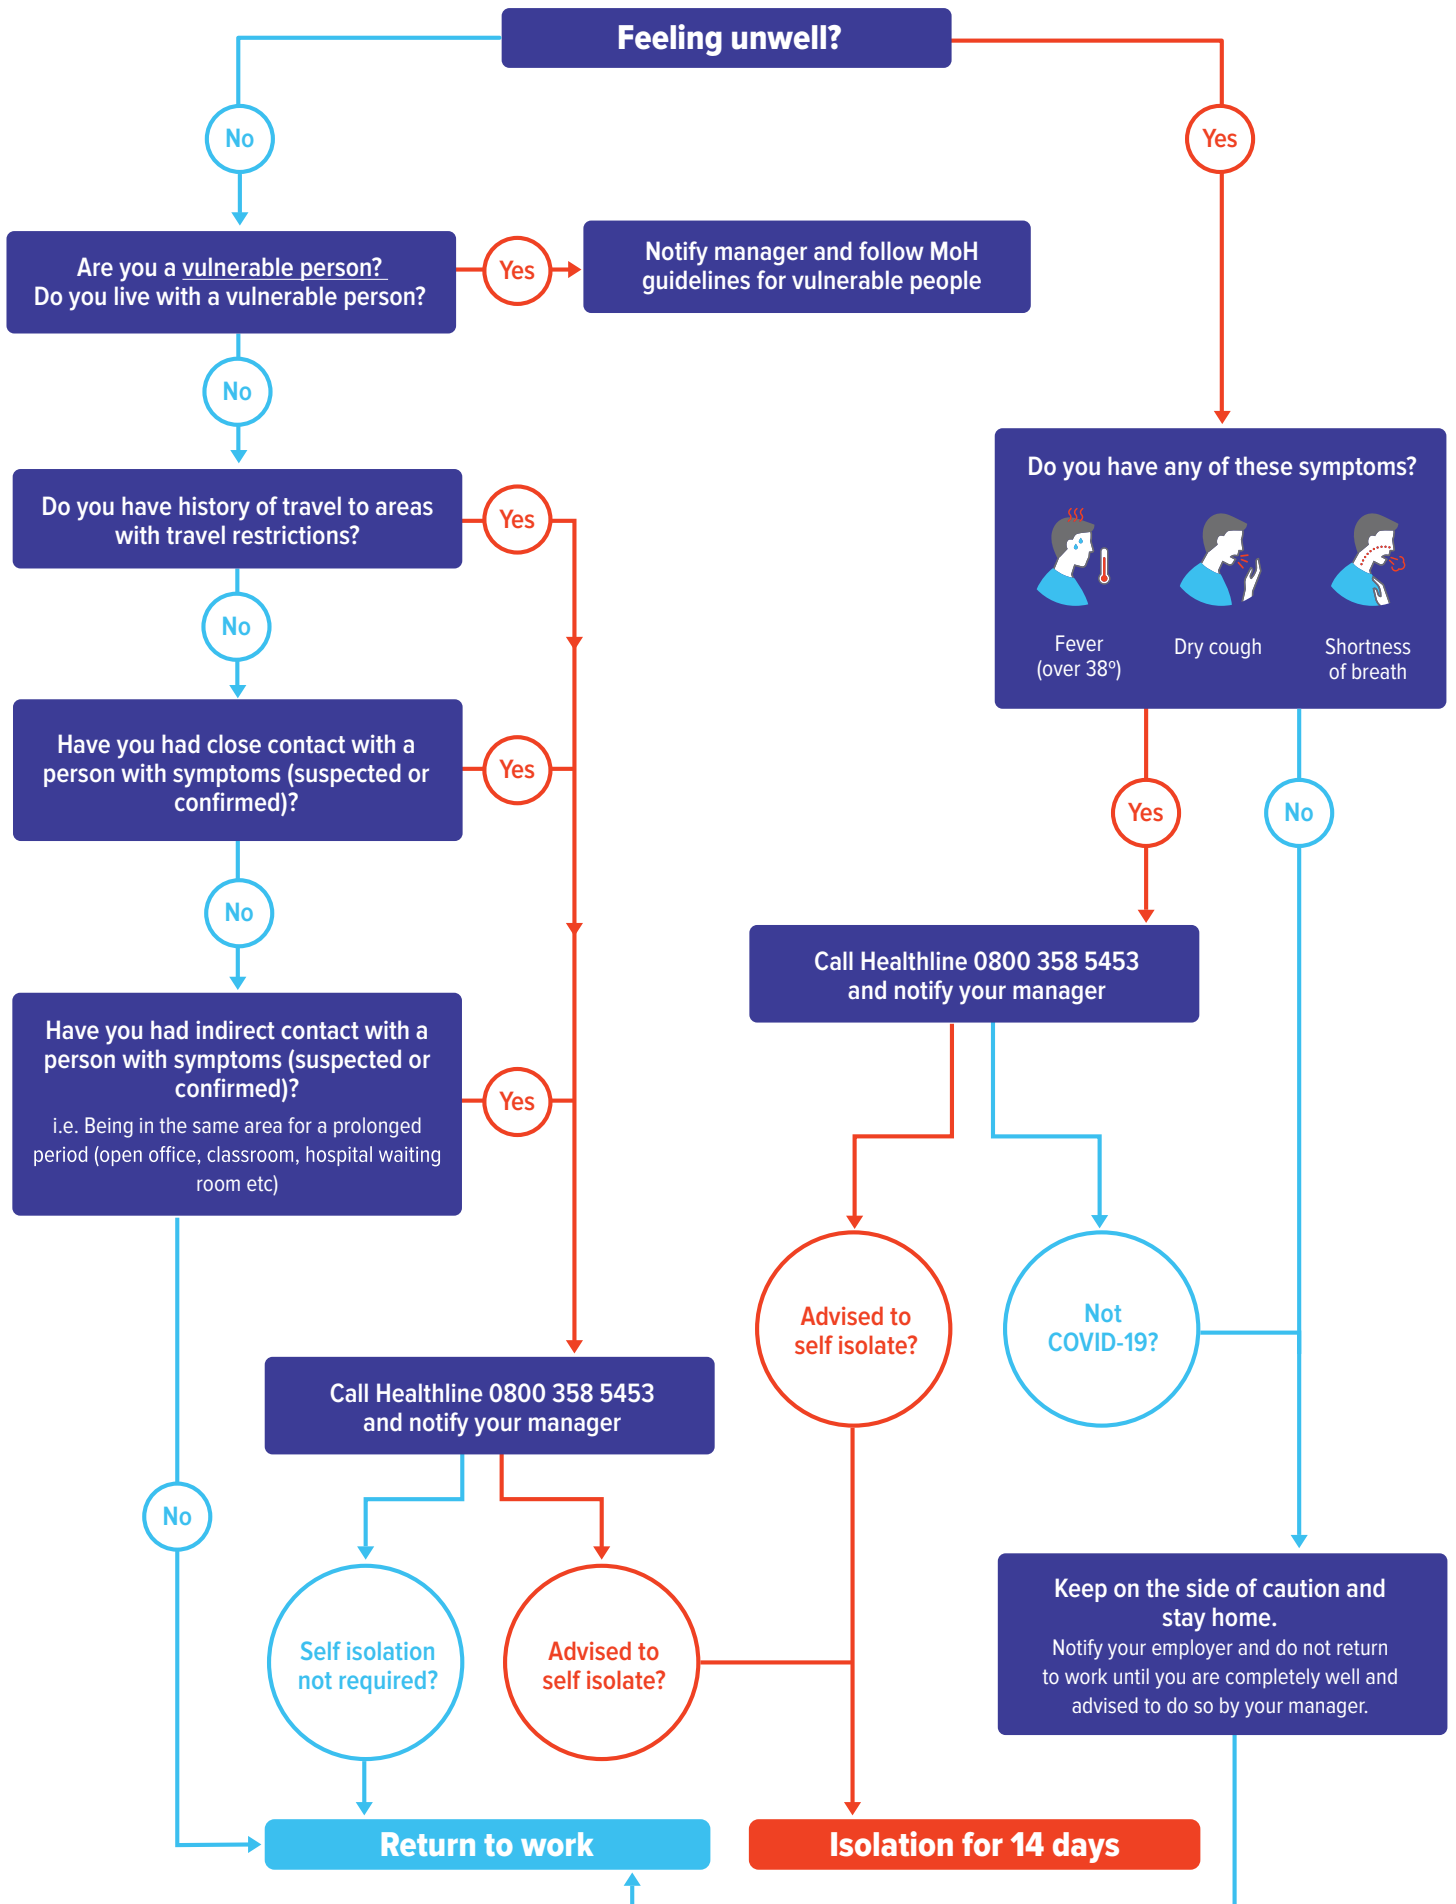 Feeling unwell?
No
Yes
Are you a vulnerable person?
Do you live with a vulnerable person?
Yes
Notify manager and follow MoH
guidelines for vulnerable people
No
Do you have history of travel to areas
with travel restrictions?
Yes
Do you have any of these symptoms?
Fever
(over 38º)
Dry cough
Shortness
of breath
No
Have you had close contact with a
person with symptoms (suspected or
confirmed)?
Yes
Yes
No
No
Call Healthline 0800 358 5453
and notify your manager
Have you had indirect contact with a
person with symptoms (suspected or
confirmed)?
i.e. Being in the same area for a prolonged
period (open office, classroom, hospital waiting
room etc)
Yes
Advised to
self isolate?
Not
COVID-19?
Call Healthline 0800 358 5453
and notify your manager
No
Self isolation
not required?
Advised to
self isolate?
Keep on the side of caution and
stay home.
Notify your employer and do not return
to work until you are completely well and
advised to do so by your manager.
Return to work
Isolation for 14 days